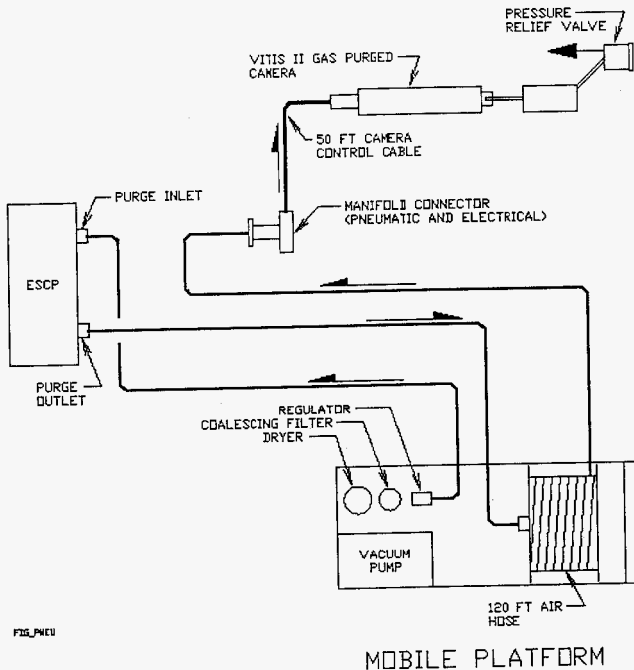 PRESSURE
RELIEF VALVE
VITIS II GAS PURGED
CAMERA
50 FT CAMERA
CONTROL CABLE
PURGE INLET
MANIFOLD CONNECTOR
(PNEUMATIC AND ELECTRICAL)
ESCP
PURGE
OUTLET
REGULATOR
COALESCING FILTER
DRYER
VACUUM
PUMP
120 FT AIR
HOSE
FIG_PNEU
MOBILE PLATFORM